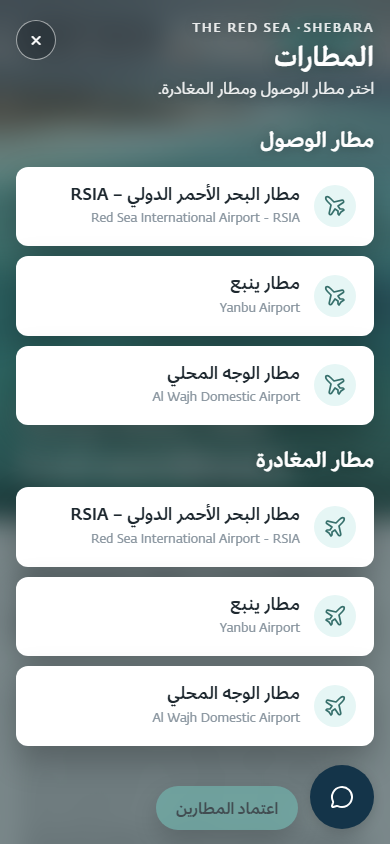 THE RED SEA ·SHEBARA
المطارات
اختر مطار الوصول ومطار المغادرة.
مطار الوصول
مطار البحر الأحمر الدولي – RSIA
Red Sea International Airport - RSIA
مطار ينبع
Yanbu Airport
مطار الوجه المحلي
Al Wajh Domestic Airport
مطار المغادرة
مطار البحر الأحمر الدولي – RSIA
Red Sea International Airport - RSIA
مطار ينبع
Yanbu Airport
مطار الوجه المحلي
Al Wajh Domestic Airport
اعتماد المطارين